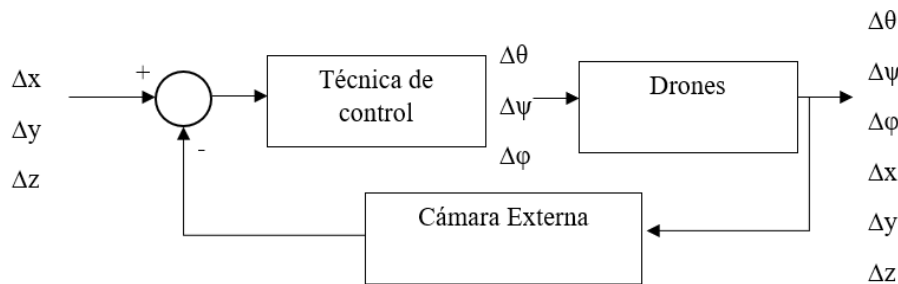 Δx
Δy
Δz
+
-
Técnica de
control
Δθ
Δψ
Δφ
Drones
Cámara Externa
Δθ
Δψ
Δφ
Δx
Δy
Δz